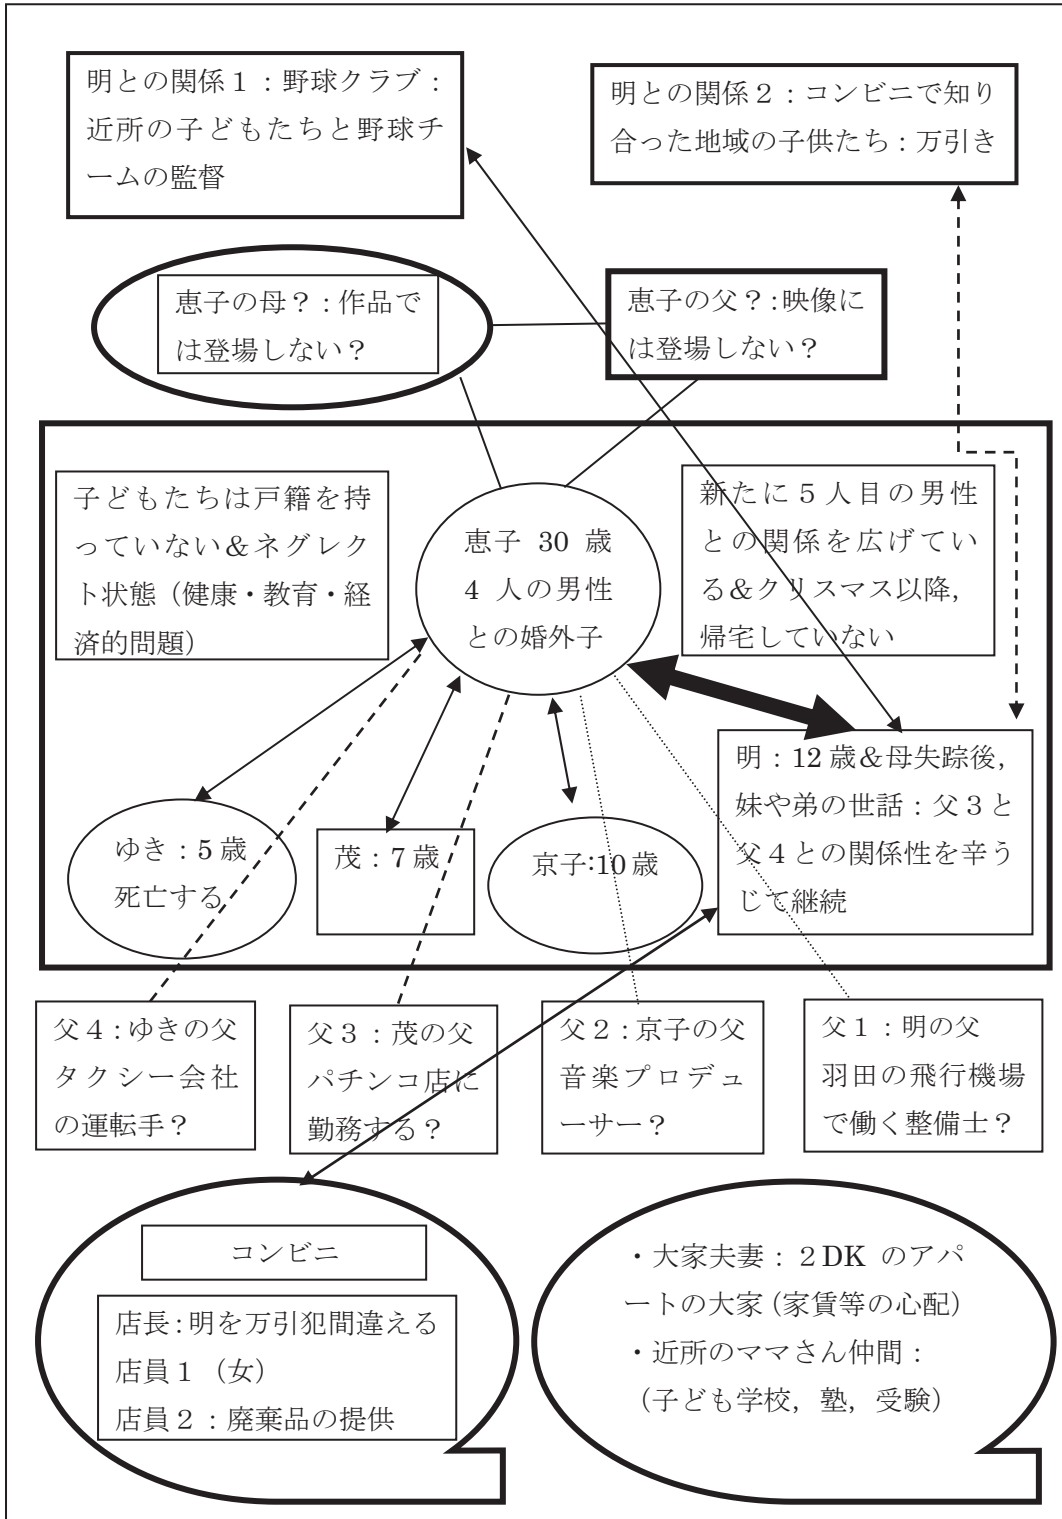 明との関係１：野球クラブ：
近所の子どもたちと野球チ
ームの監督
明との関係２：コンビニで知り
合った地域の子供たち：万引き
恵子の母？：作品で
は登場しない？
恵子の父？：映像に
は登場しない？
子どもたちは戸籍を持
っていない＆ネグレク
ト状態（健康・教育・経
済的問題）
恵子 30 歳
4 人の男性
との婚外子
新たに５人目の男性
との関係を広げてい
る＆クリスマス以降，
帰宅していない
ゆき：5 歳
死亡する
茂：7 歳
京子：10 歳
明：12 歳＆母失踪後，
妹や弟の世話：父３と
父４との関係性を辛う
じて継続
父４：ゆきの父
タクシー会社
の運転手？
父３：茂の父
パチンコ店に
勤務する？
父２：京子の父
音楽プロデュ
ーサー？
父１：明の父
羽田の飛行機場
で働く整備士？
コンビニ
店長：明を万引犯間違える
店員１（女）
店員２：廃棄品の提供
・大家夫妻：２DK のアパ
ートの大家（家賃等の心配）
・近所のママさん仲間：
（子ども学校，塾，受験）